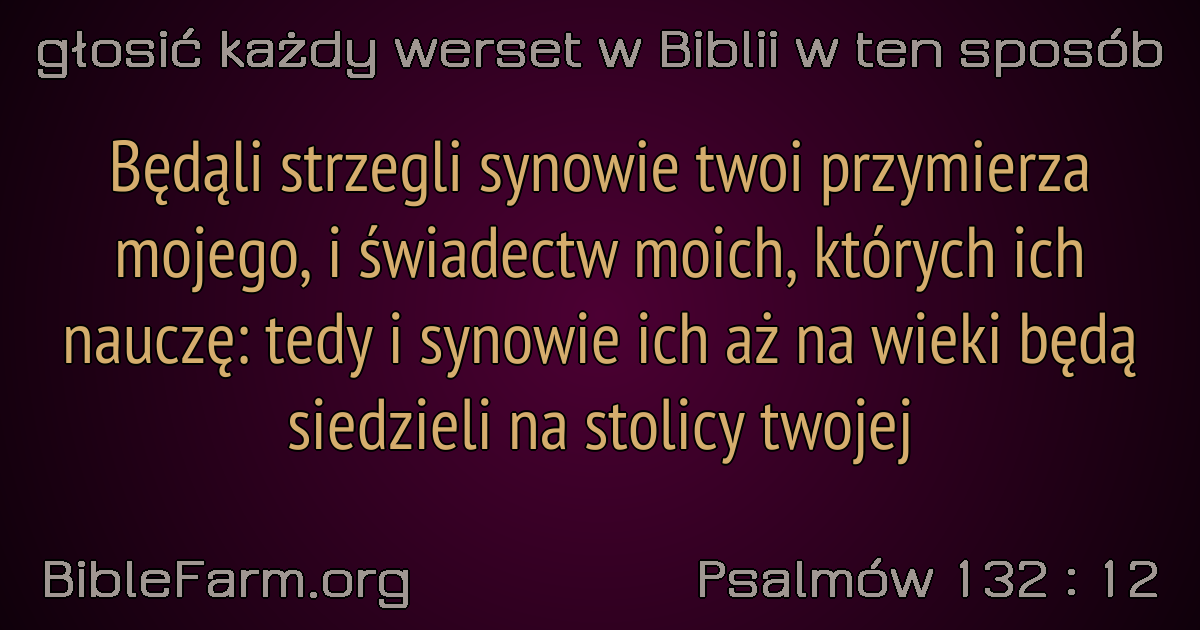 głosić każdy werset w Biblii w ten sposób
Będąli strzegli synowie twoi przymierza
mojego, i świadectw moich, których ich
nauczę: tedy i synowie ich aż na wieki będą
siedzieli na stolicy twojej
BibleFarm.org
Psalmów 132 : 12